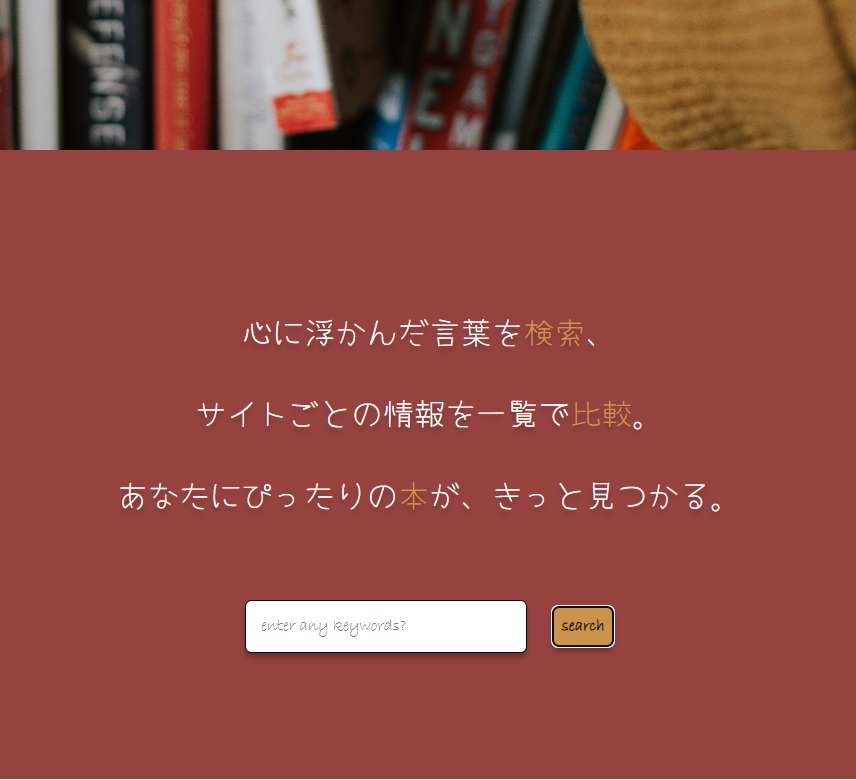 EFENSE
心に浮かんだ言葉を検索、
サイトごとの情報を一覧で比較。
あなたにぴったりの本が、きっと見つかる。
enter any keywords?
search